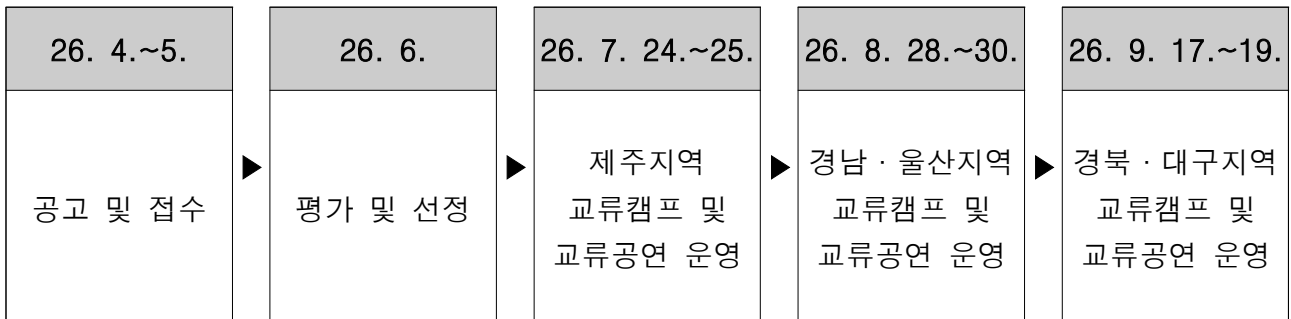 26. 4.~5.
공고 및 접수
▶
26. 6.
평가 및 선정
▶
26. 7. 24.~25.
제주지역
교류캠프 및
교류공연 운영
▶
26. 8. 28.~30.
경남 · 울산지역
교류캠프 및
교류공연 운영
▶
26. 9. 17.~19.
경북 · 대구지역
교류캠프 및
교류공연 운영